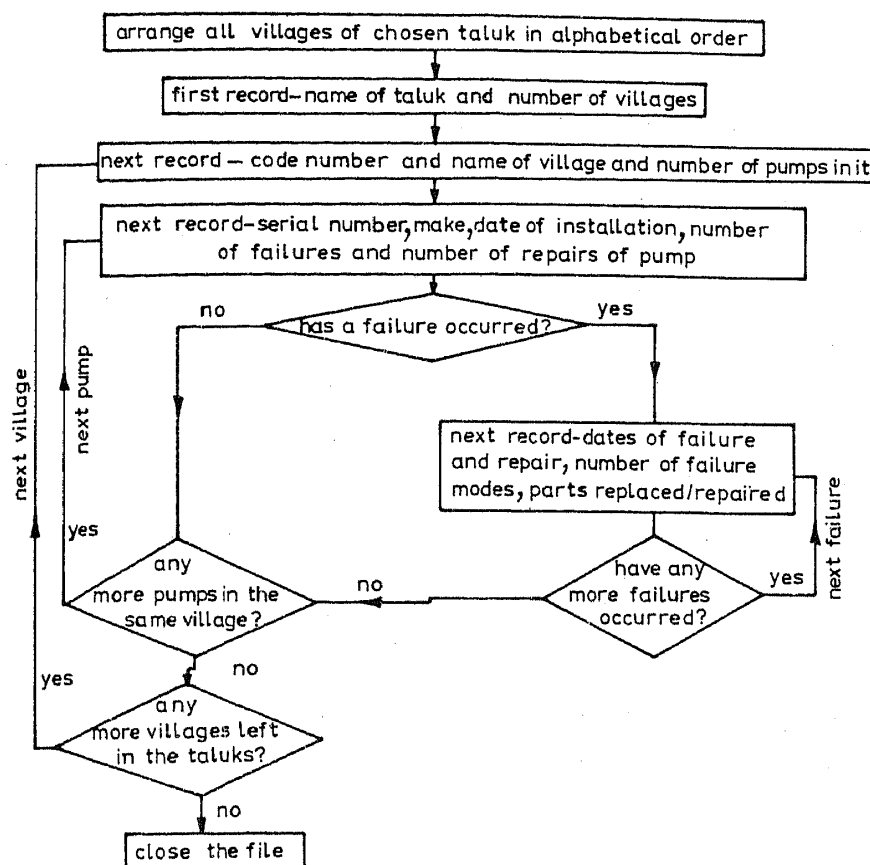 arrange all villages of chosen taluk in alphabetical order
first record-name of taluk and number of villages
next record – code number and name of village and number of pumps in it
next record-serial number, make, date of installation, number
of failures and number of repairs of pump
no
has a failure occurred?
yes
next village
next pump
next record-dates of failure
and repair, number of failure
modes, parts replaced/repaired
next failure
yes
any
more pumps in the
same village?
no
have any
more failures
occurred?
yes
no
yes
any
more villages left
in the taluks?
no
close the file